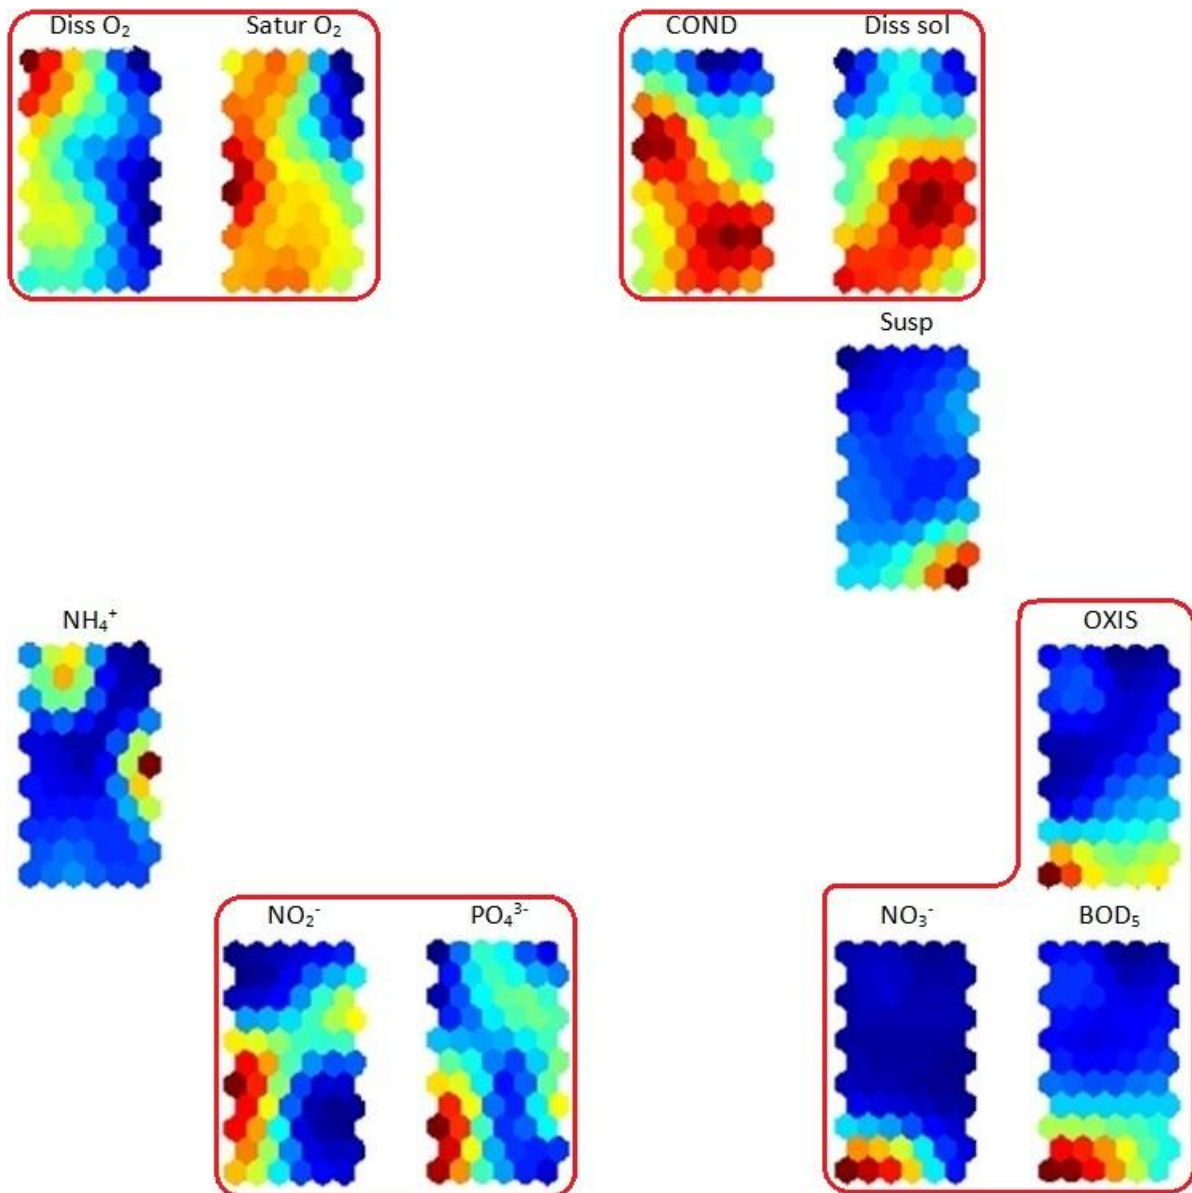 Diss O₂ Satur O₂ COND Diss sol
Susp
NH₄⁺ OXIS
NO₂⁻ PO₄³⁻ NO₃⁻ BOD₅